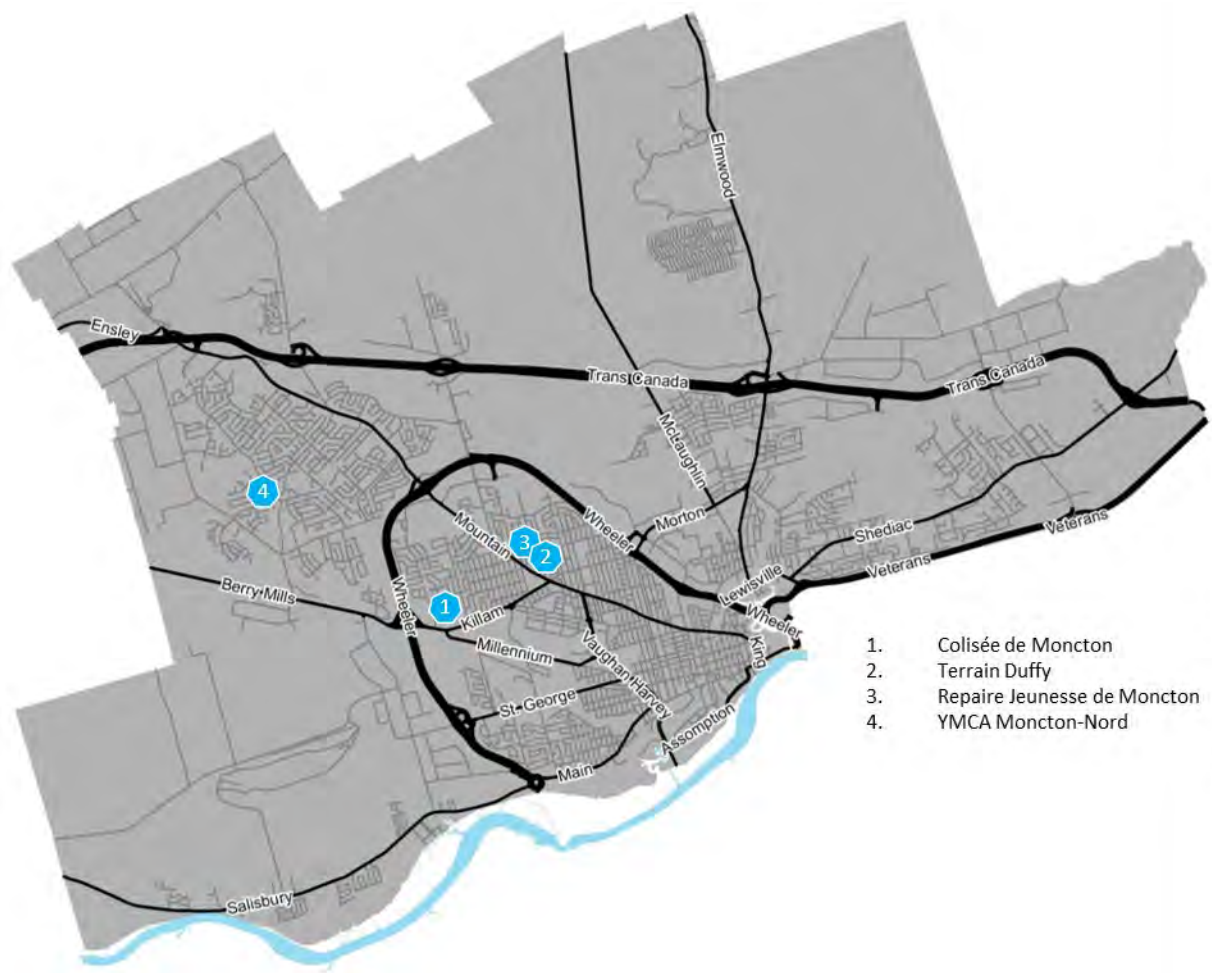 Elmwood
Ensley
Trans Canada
Trans Canada
McLaughlin
4
Mountain
3
2
Wheeler
Morton
Shediac
Veterans
Veterans
Lewisville
Berry Mills
Wheeler
1
Killam
Wheeler
Millennium
Vaughan Harvey
King
St-George
Assomption
Main
Salisbury
1. Colisée de Moncton
2. Terrain Duffy
3. Repaire Jeunesse de Moncton
4. YMCA Moncton-Nord